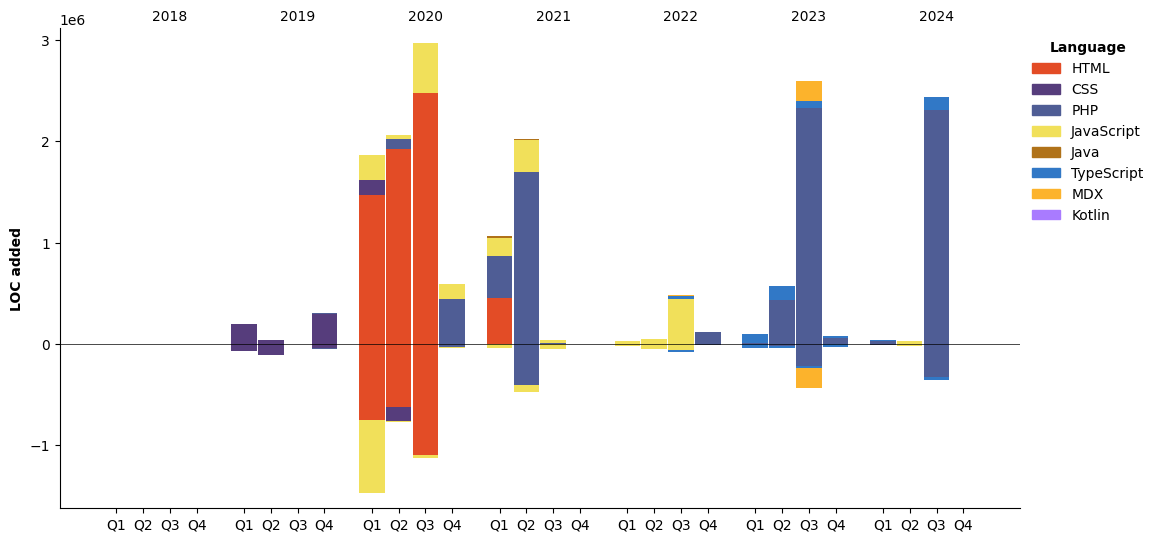 2018 2019 2020 2021 2022 2023 2024
1e6
3
2
1
0
−1
LOC added
Q1 Q2 Q3 Q4 Q1 Q2 Q3 Q4 Q1 Q2 Q3 Q4 Q1 Q2 Q3 Q4 Q1 Q2 Q3 Q4 Q1 Q2 Q3 Q4 Q1 Q2 Q3 Q4
Language
HTML
CSS
PHP
JavaScript
Java
TypeScript
MDX
Kotlin